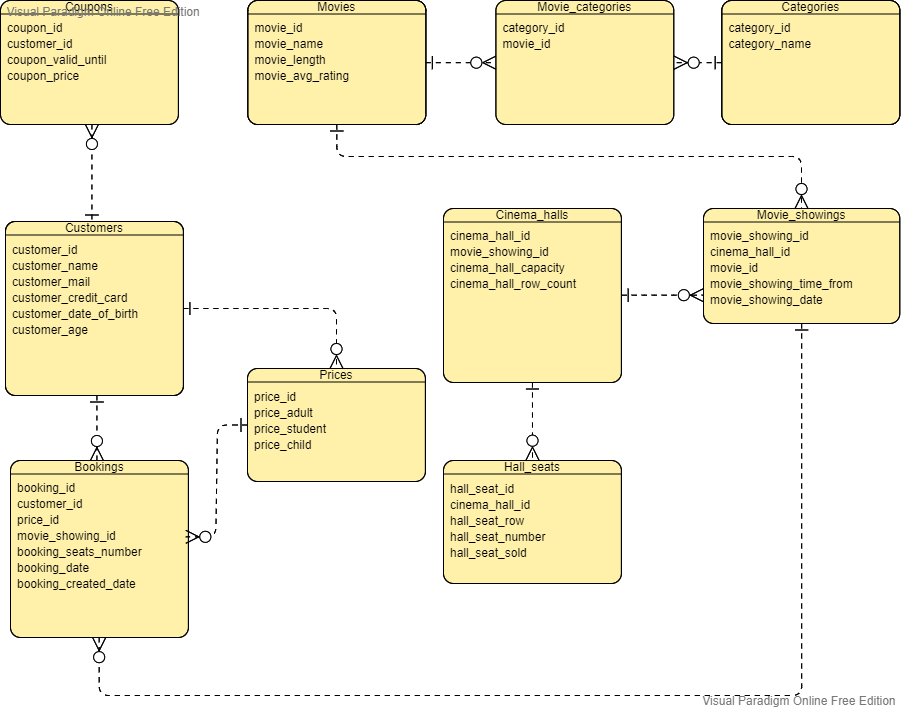 Visual Paradigm Online Free Edition
Coupons
coupon_id
customer_id
coupon_valid_until
coupon_price
Movies
movie_id
movie_name
movie_length
movie_avg_rating
Movie_categories
category_id
movie_id
Categories
category_id
category_name
Customers
customer_id
customer_name
customer_mail
customer_credit_card
customer_date_of_birth
customer_age
Cinema_halls
cinema_hall_id
movie_showing_id
cinema_hall_capacity
cinema_hall_row_count
Movie_showings
movie_showing_id
cinema_hall_id
movie_id
movie_showing_time_from
movie_showing_date
Prices
price_id
price_adult
price_student
price_child
Bookings
booking_id
customer_id
price_id
movie_showing_id
booking_seats_number
booking_date
booking_created_date
Hall_seats
hall_seat_id
cinema_hall_id
hall_seat_row
hall_seat_number
hall_seat_sold
Visual Paradigm Online Free Edition